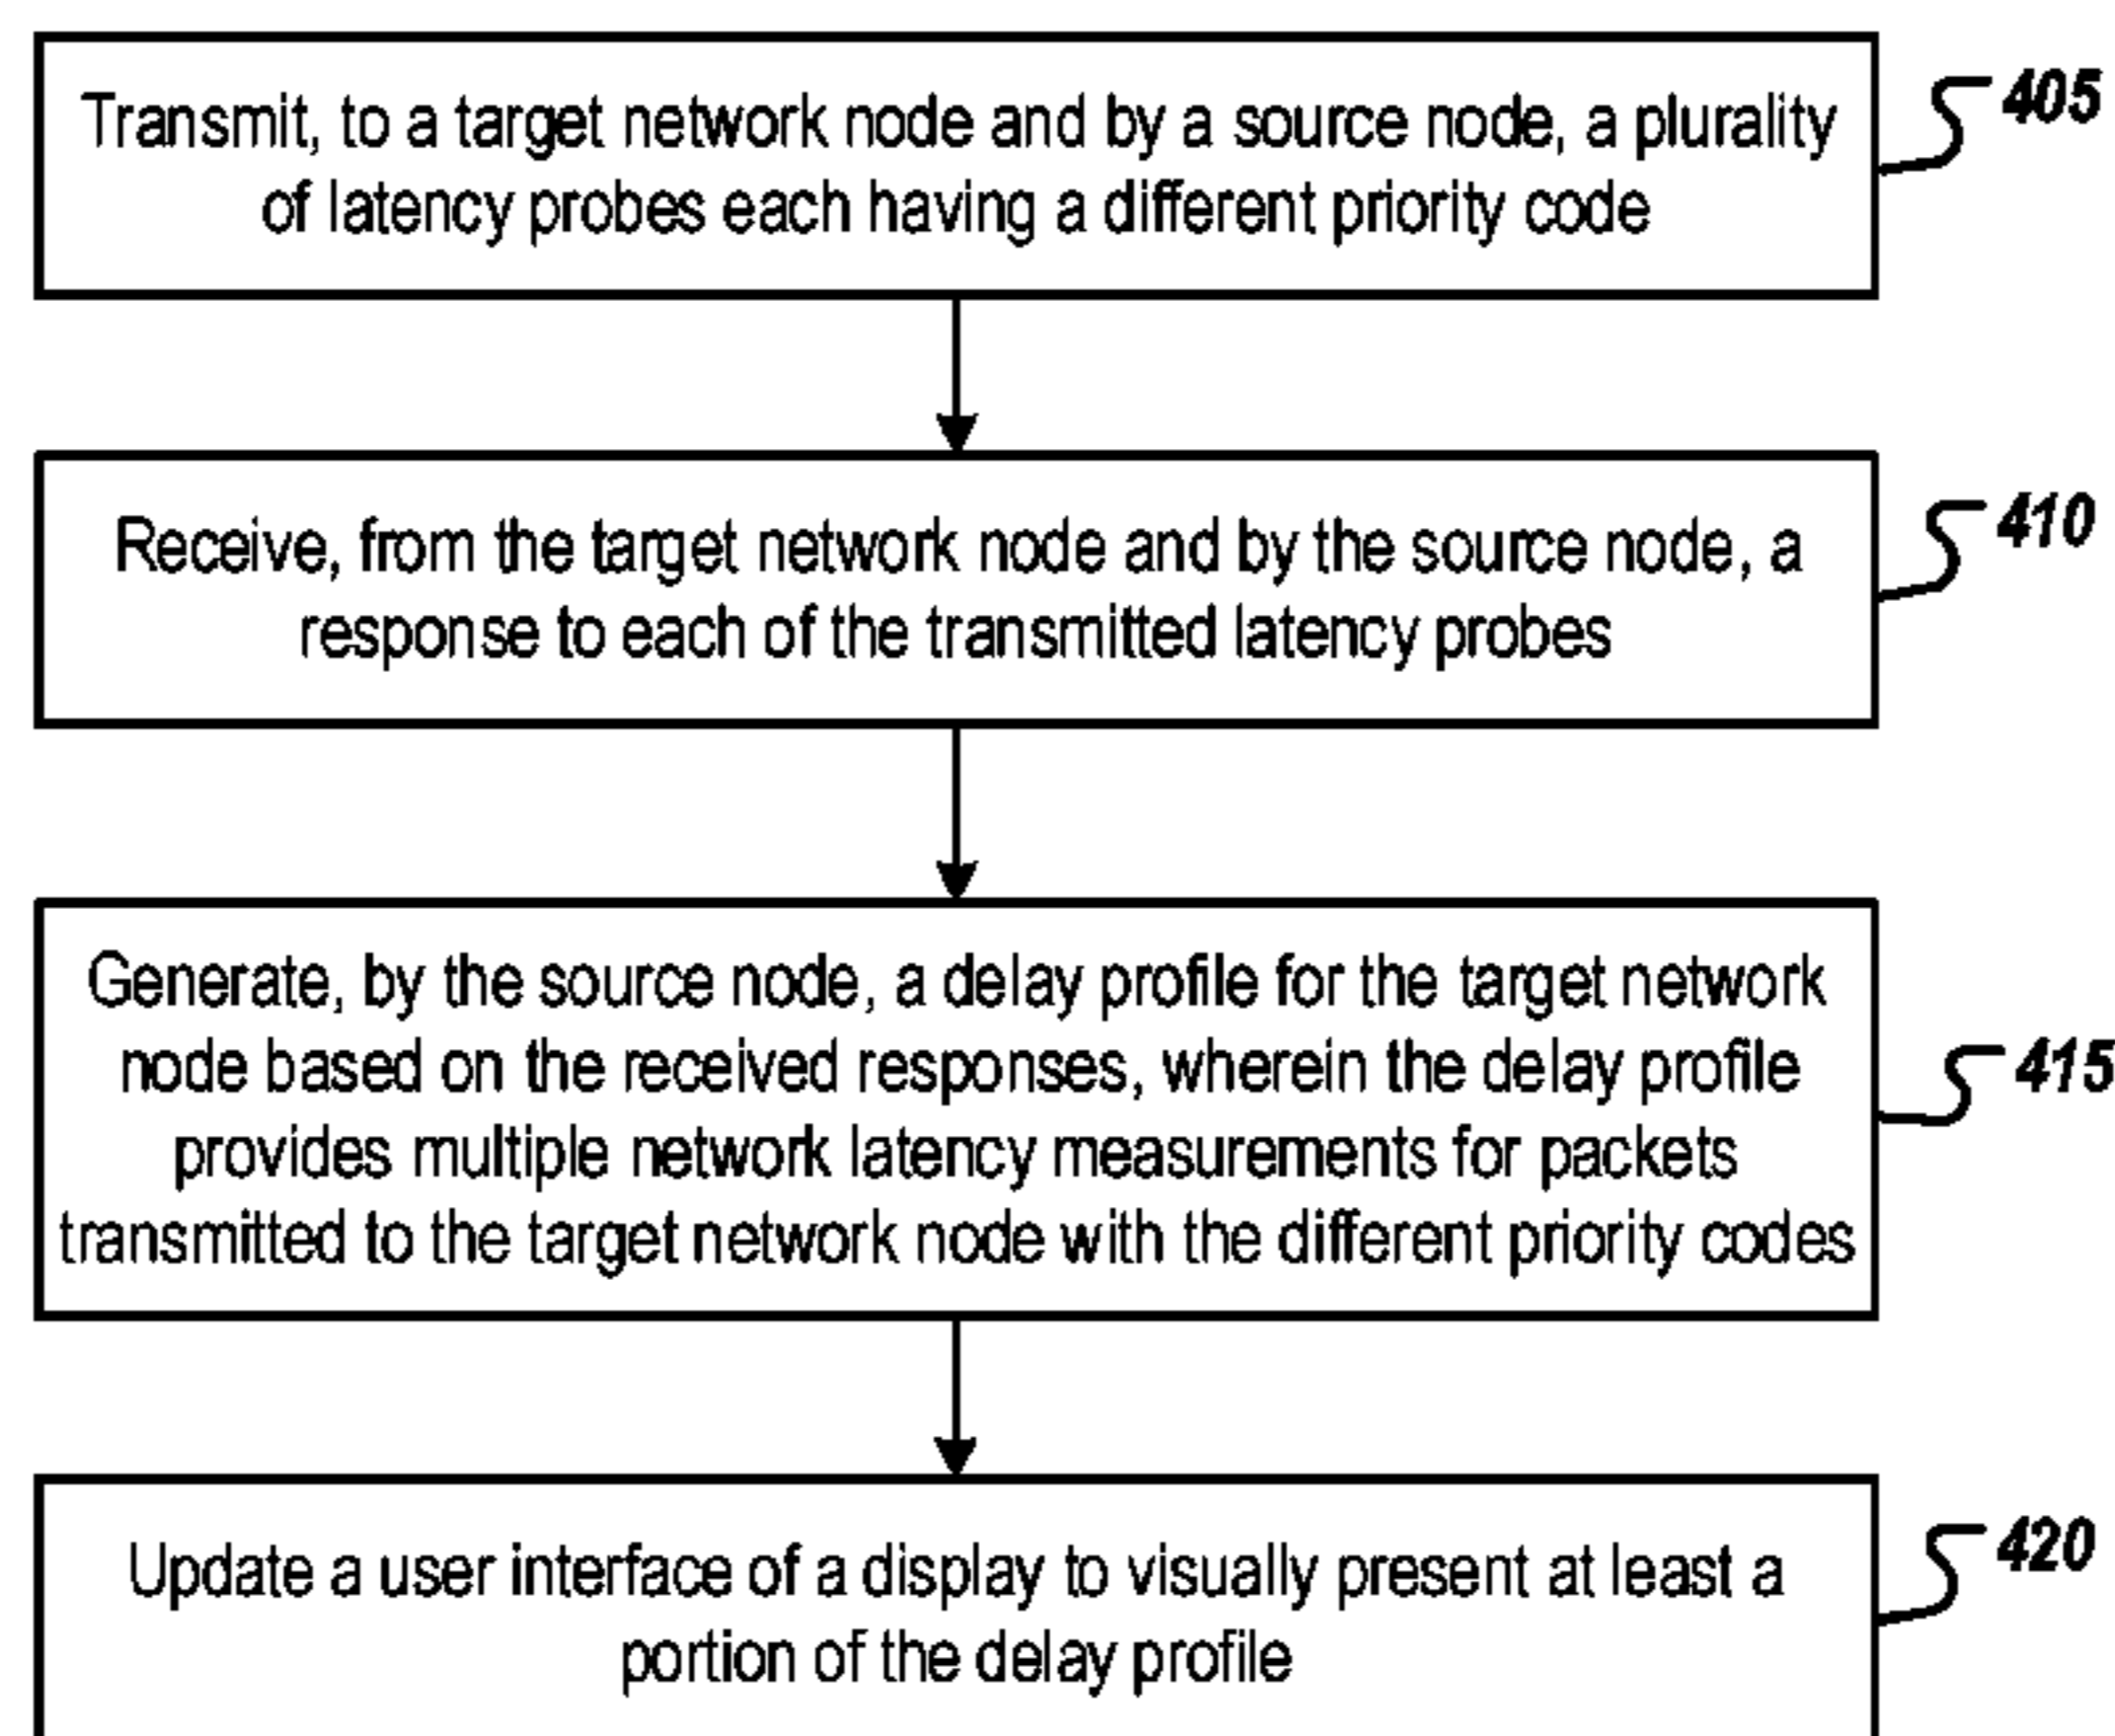 Transmit, to a target network node and by a source node, a plurality
of latency probes each having a different priority code
405
Receive, from the target network node and by the source node, a
response to each of the transmitted latency probes
410
Generate, by the source node, a delay profile for the target network
node based on the received responses, wherein the delay profile
provides multiple network latency measurements for packets
transmitted to the target network node with the different priority codes
415
Update a user interface of a display to visually present at least a
portion of the delay profile
420